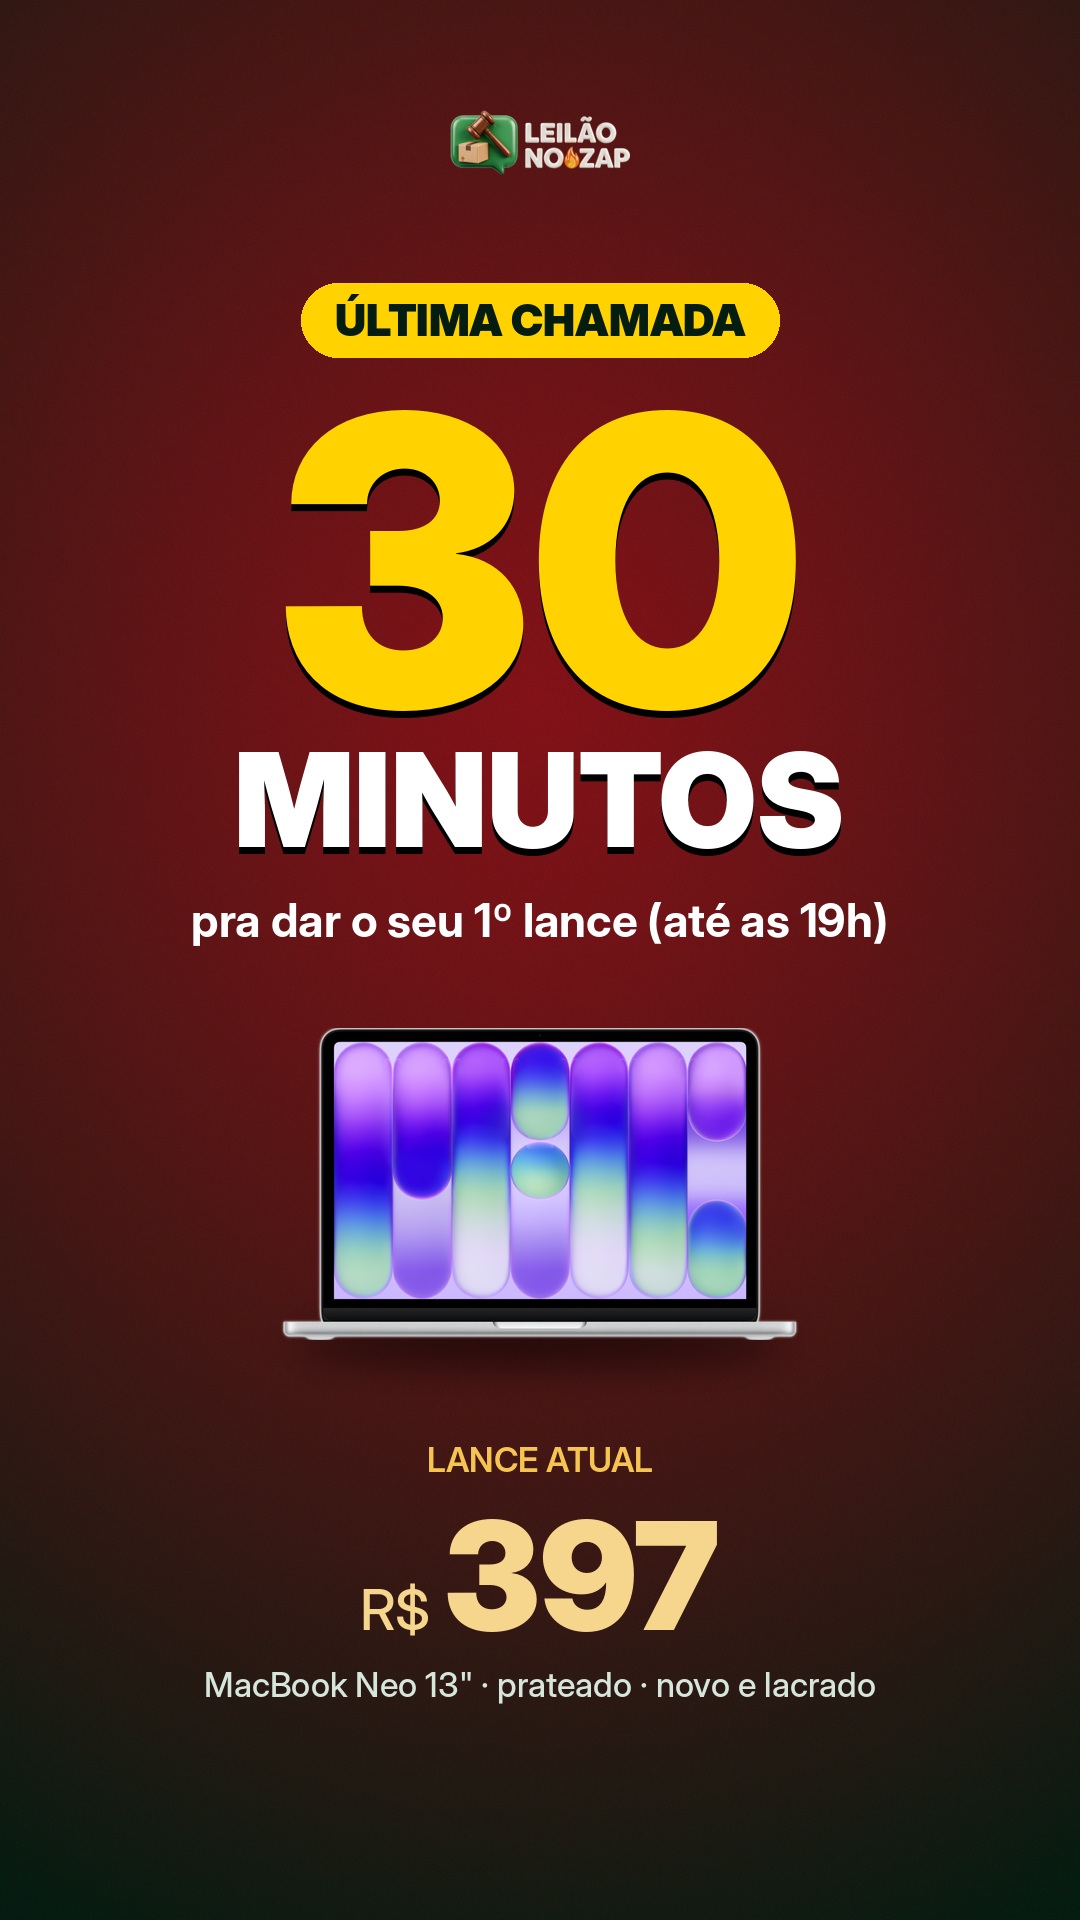 LEILÃO
NO ZAP
ÚLTIMA CHAMADA
30
MINUTOS
pra dar o seu 1º lance (até as 19h)
LANCE ATUAL
R$ 397
MacBook Neo 13" · prateado · novo e lacrado